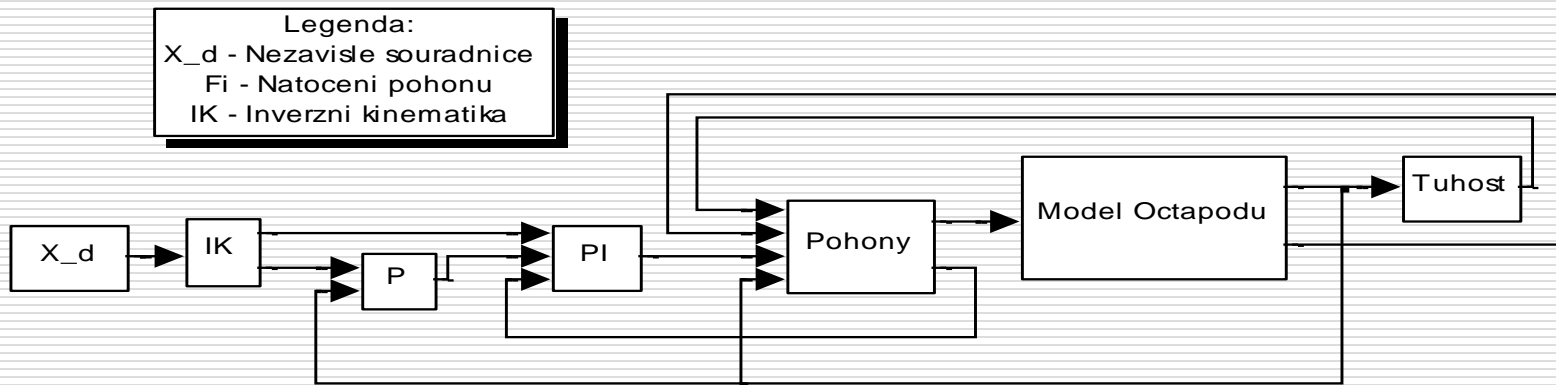 Legenda:
X_d - Nezavisle souradnice
Fi - Natoceni pohonu
IK - Inverzni kinematika
X_d
IK
P
PI
Pohony
Model Octapodu
Tuhost